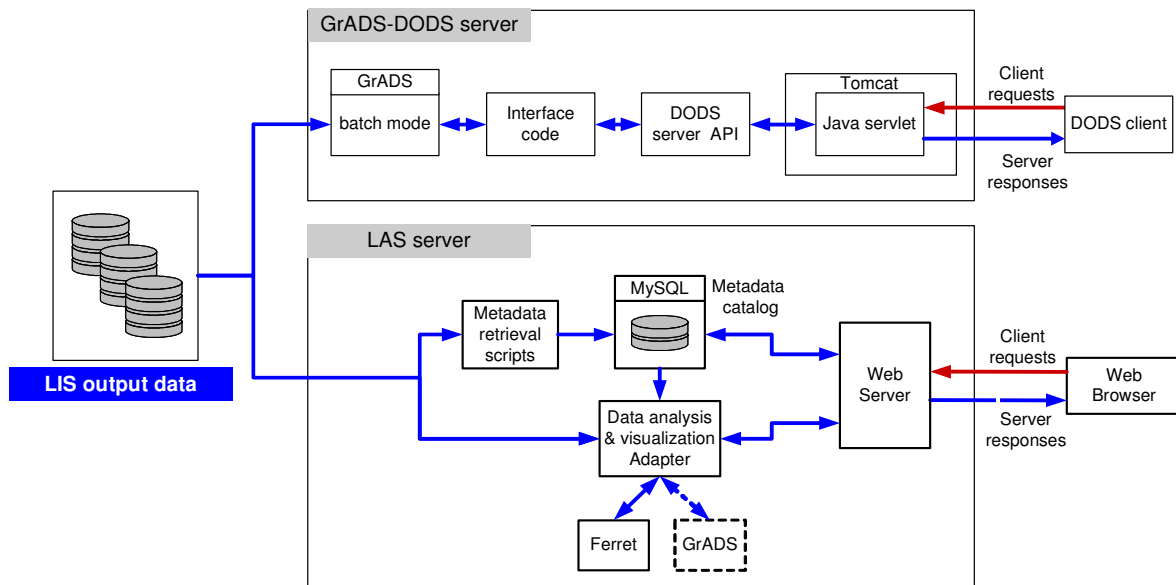 GrADS-DODS server
GrADS
batch mode
Interface
code
DODS
server API
Tomcat
Java servlet
Client
requests
Server
responses
DODS client
LIS output data
LAS server
Metadata
retrieval
scripts
MySQL
Metadata
catalog
Data analysis
& visualization
Adapter
Ferret
GrADS
Web
Server
Client
requests
Server
responses
Web
Browser